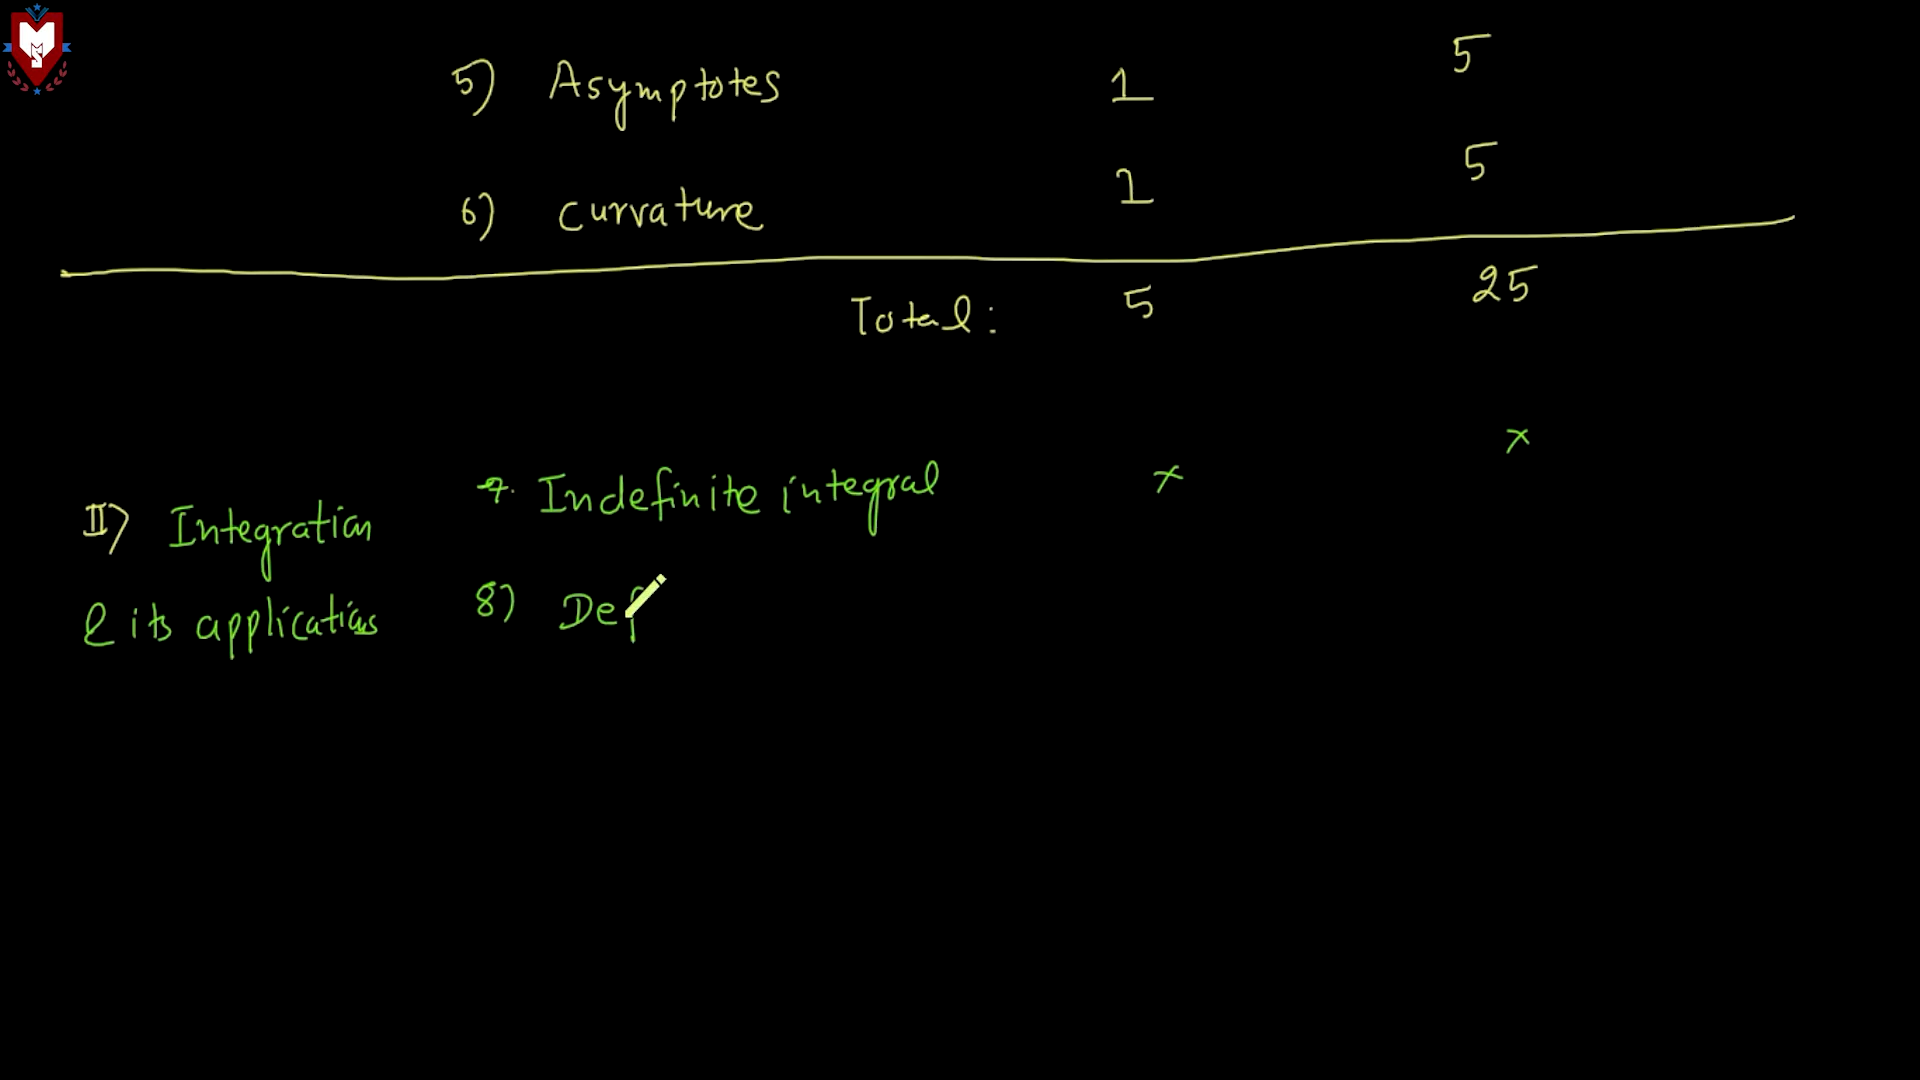 5) Asymptotes 1 5
6) curvature 1 5
Total: 5 25
II) Integration 7. Indefinite integral x x
& its applications 8) Def